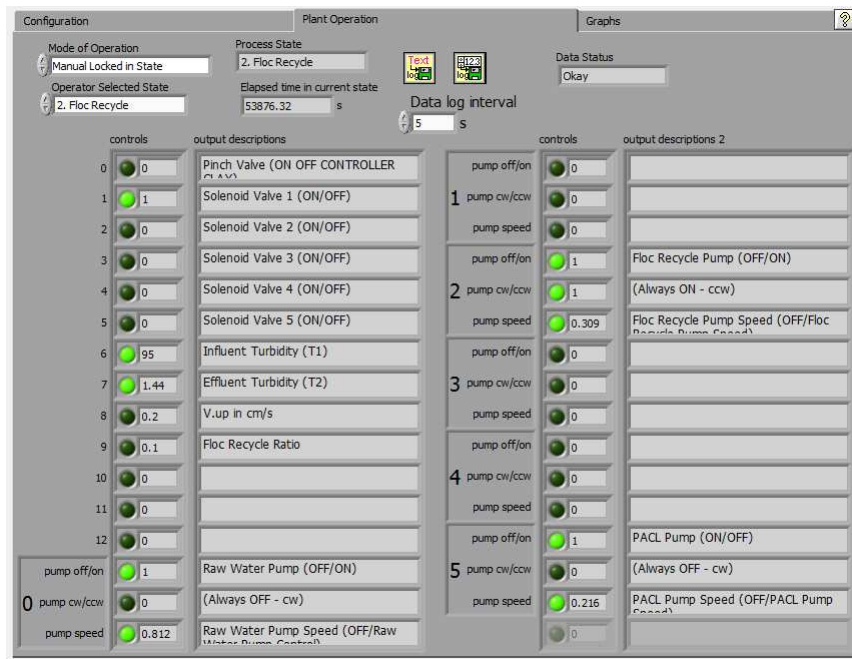 Configuration Plant Operation Graphs ?
Mode of Operation
Manual Locked in State
Process State
2. Floc Recycle
Text
log
123
log
Data Status
Okay
Operator Selected State
2. Floc Recycle
Elapsed time in current state
53876.32 s
Data log interval
5 s
controls output descriptions
0 0 Pinch Valve (ON OFF CONTROLLER
CLAY)
1 1 Solenoid Valve 1 (ON/OFF)
2 0 Solenoid Valve 2 (ON/OFF)
3 0 Solenoid Valve 3 (ON/OFF)
4 0 Solenoid Valve 4 (ON/OFF)
5 0 Solenoid Valve 5 (ON/OFF)
6 95 Influent Turbidity (T1)
7 1.44 Effluent Turbidity (T2)
8 0.2 V.up in cm/s
9 0.1 Floc Recycle Ratio
10 0
11 0
12 0
0
pump off/on 1 Raw Water Pump (OFF/ON)
pump cw/ccw 0 (Always OFF - cw)
pump speed 0.812 Raw Water Pump Speed (OFF/Raw
Water Pump Control)
controls output descriptions 2
1
pump off/on 0
pump cw/ccw 0
pump speed 0
2
pump off/on 1 Floc Recycle Pump (OFF/ON)
pump cw/ccw 1 (Always ON - ccw)
pump speed 0.309 Floc Recycle Pump Speed (OFF/Floc
Recycle Pump Speed)
3
pump off/on 0
pump cw/ccw 0
pump speed 0
4
pump off/on 0
pump cw/ccw 0
pump speed 0
5
pump off/on 1 PACL Pump (ON/OFF)
pump cw/ccw 0 (Always OFF - cw)
pump speed 0.216 PACL Pump Speed (OFF/PACL Pump
Speed)
0